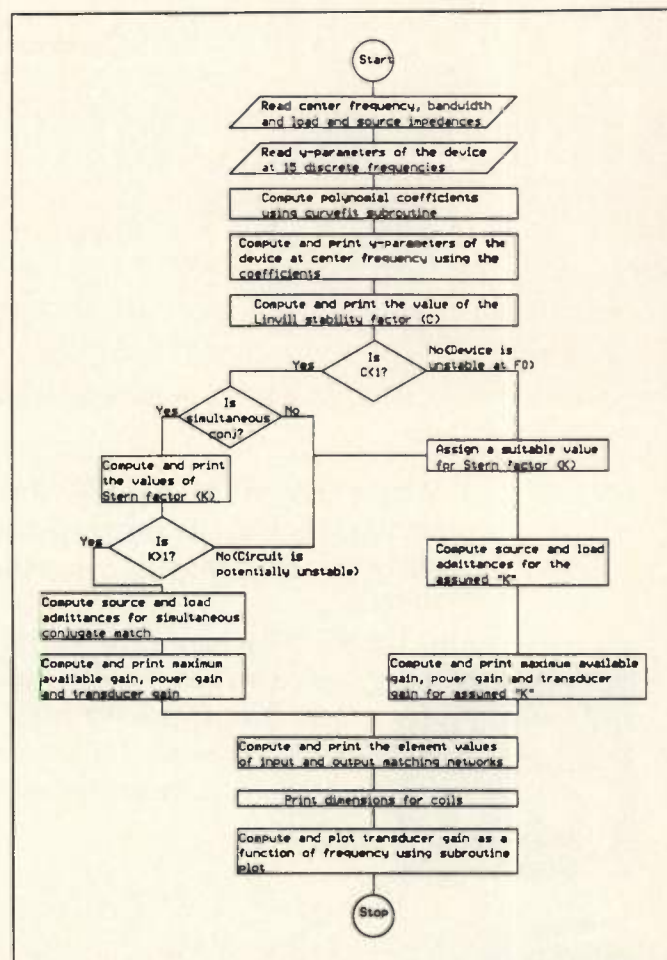 Start
Read center frequency, bandwidth
and load and source impedances
Read y-parameters of the device
at 15 discrete frequencies
Compute polynomial coefficients
using curvefit subroutine
Compute and print y-parameters of the
device at center frequency using the
coefficients
Compute and print the value of the
Linvill stability factor (C)
Is
C<1?
Yes
No(Device is
unstable at F0)
Is
simultaneous
conj?
Yes
No
Compute and print
the values of
Stern factor (K)
Assign a suitable value
for Stern factor (K)
Is
K>1?
Yes
No(Circuit is
potentially unstable)
Compute source and load
admittances for the
assumed "K"
Compute source and load
admittances for simultaneous
conjugate match
Compute and print maximum
available gain, power gain
and transducer gain
Compute and print maximum available
gain, power gain and transducer
gain for assumed "K"
Compute and print the element values
of input and output matching networks
Print dimensions for coils
Compute and plot transducer gain as a
function of frequency using subroutine
plot
Stop